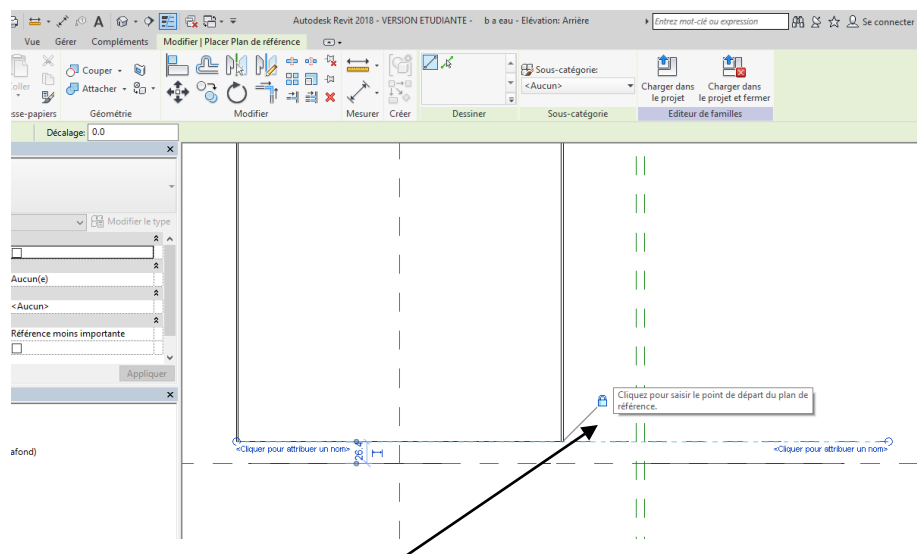 Autodesk Revit 2018 - VERSION ETUDIANTE - b a eau - Elévation: Arrière
Entrez mot-clé ou expression
Se connecter
Vue Gérer Compléments Modifier | Placer Plan de référence
Couper
Attacher
Sous-catégorie:
<Aucun>
Charger dans le projet
Charger dans le projet et fermer
Géométrie Modifier Mesurer Créer Dessiner Sous-catégorie Editeur de familles
Décalage: 0.0
Modifier le type
Aucun(e)
<Aucun>
Référence moins importante
Appliquer
Cliquez pour saisir le point de départ du plan de
référence.
afond)
<Cliquer pour attribuer un nom>
26.4
<Cliquer pour attribuer un nom>